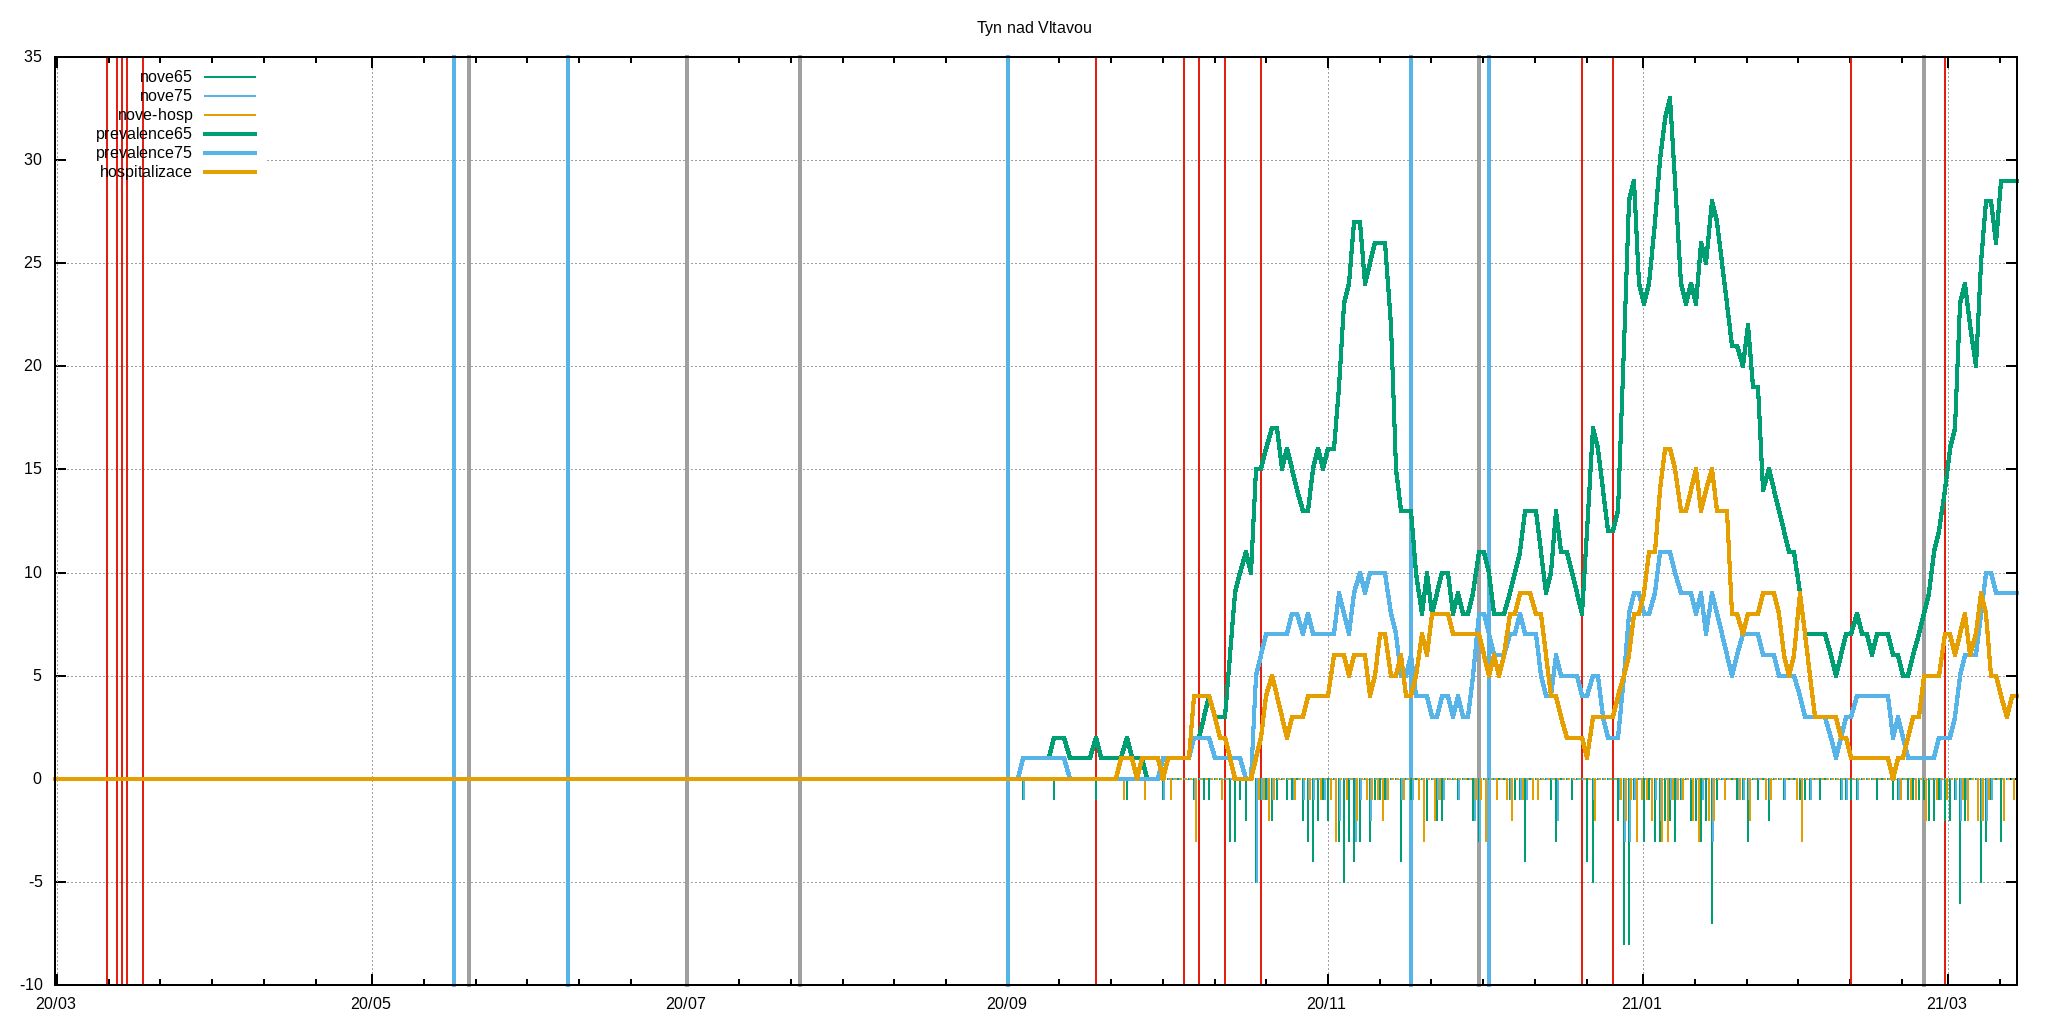 Tyn nad Vltavou
35
30
25
20
15
10
5
0
-5
-10
nove65
nove75
nove-hosp
prevalence65
prevalence75
hospitalizace
20/03 20/05 20/07 20/09 20/11 21/01 21/03